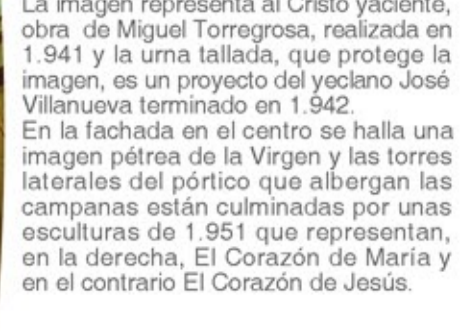 La imagen representa al Cristo yaciente,
obra de Miguel Torregrosa, realizada en
1.941 y la urna tallada, que protege la
imagen, es un proyecto del yeclano José
Villanueva terminado en 1.942.
En la fachada en el centro se halla una
imagen pétrea de la Virgen y las torres
laterales del pórtico que albergan las
campanas están culminadas por unas
esculturas de 1.951 que representan,
en la derecha, El Corazón de María y
en el contrario El Corazón de Jesús.